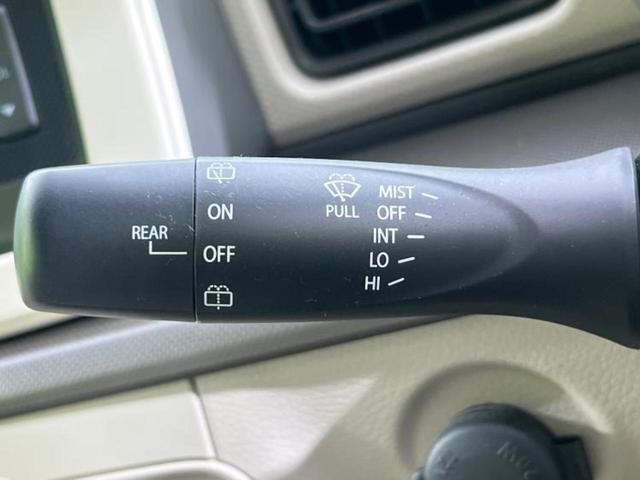 REAR
ON
OFF
PULL
MIST
OFF
INT
LO
HI